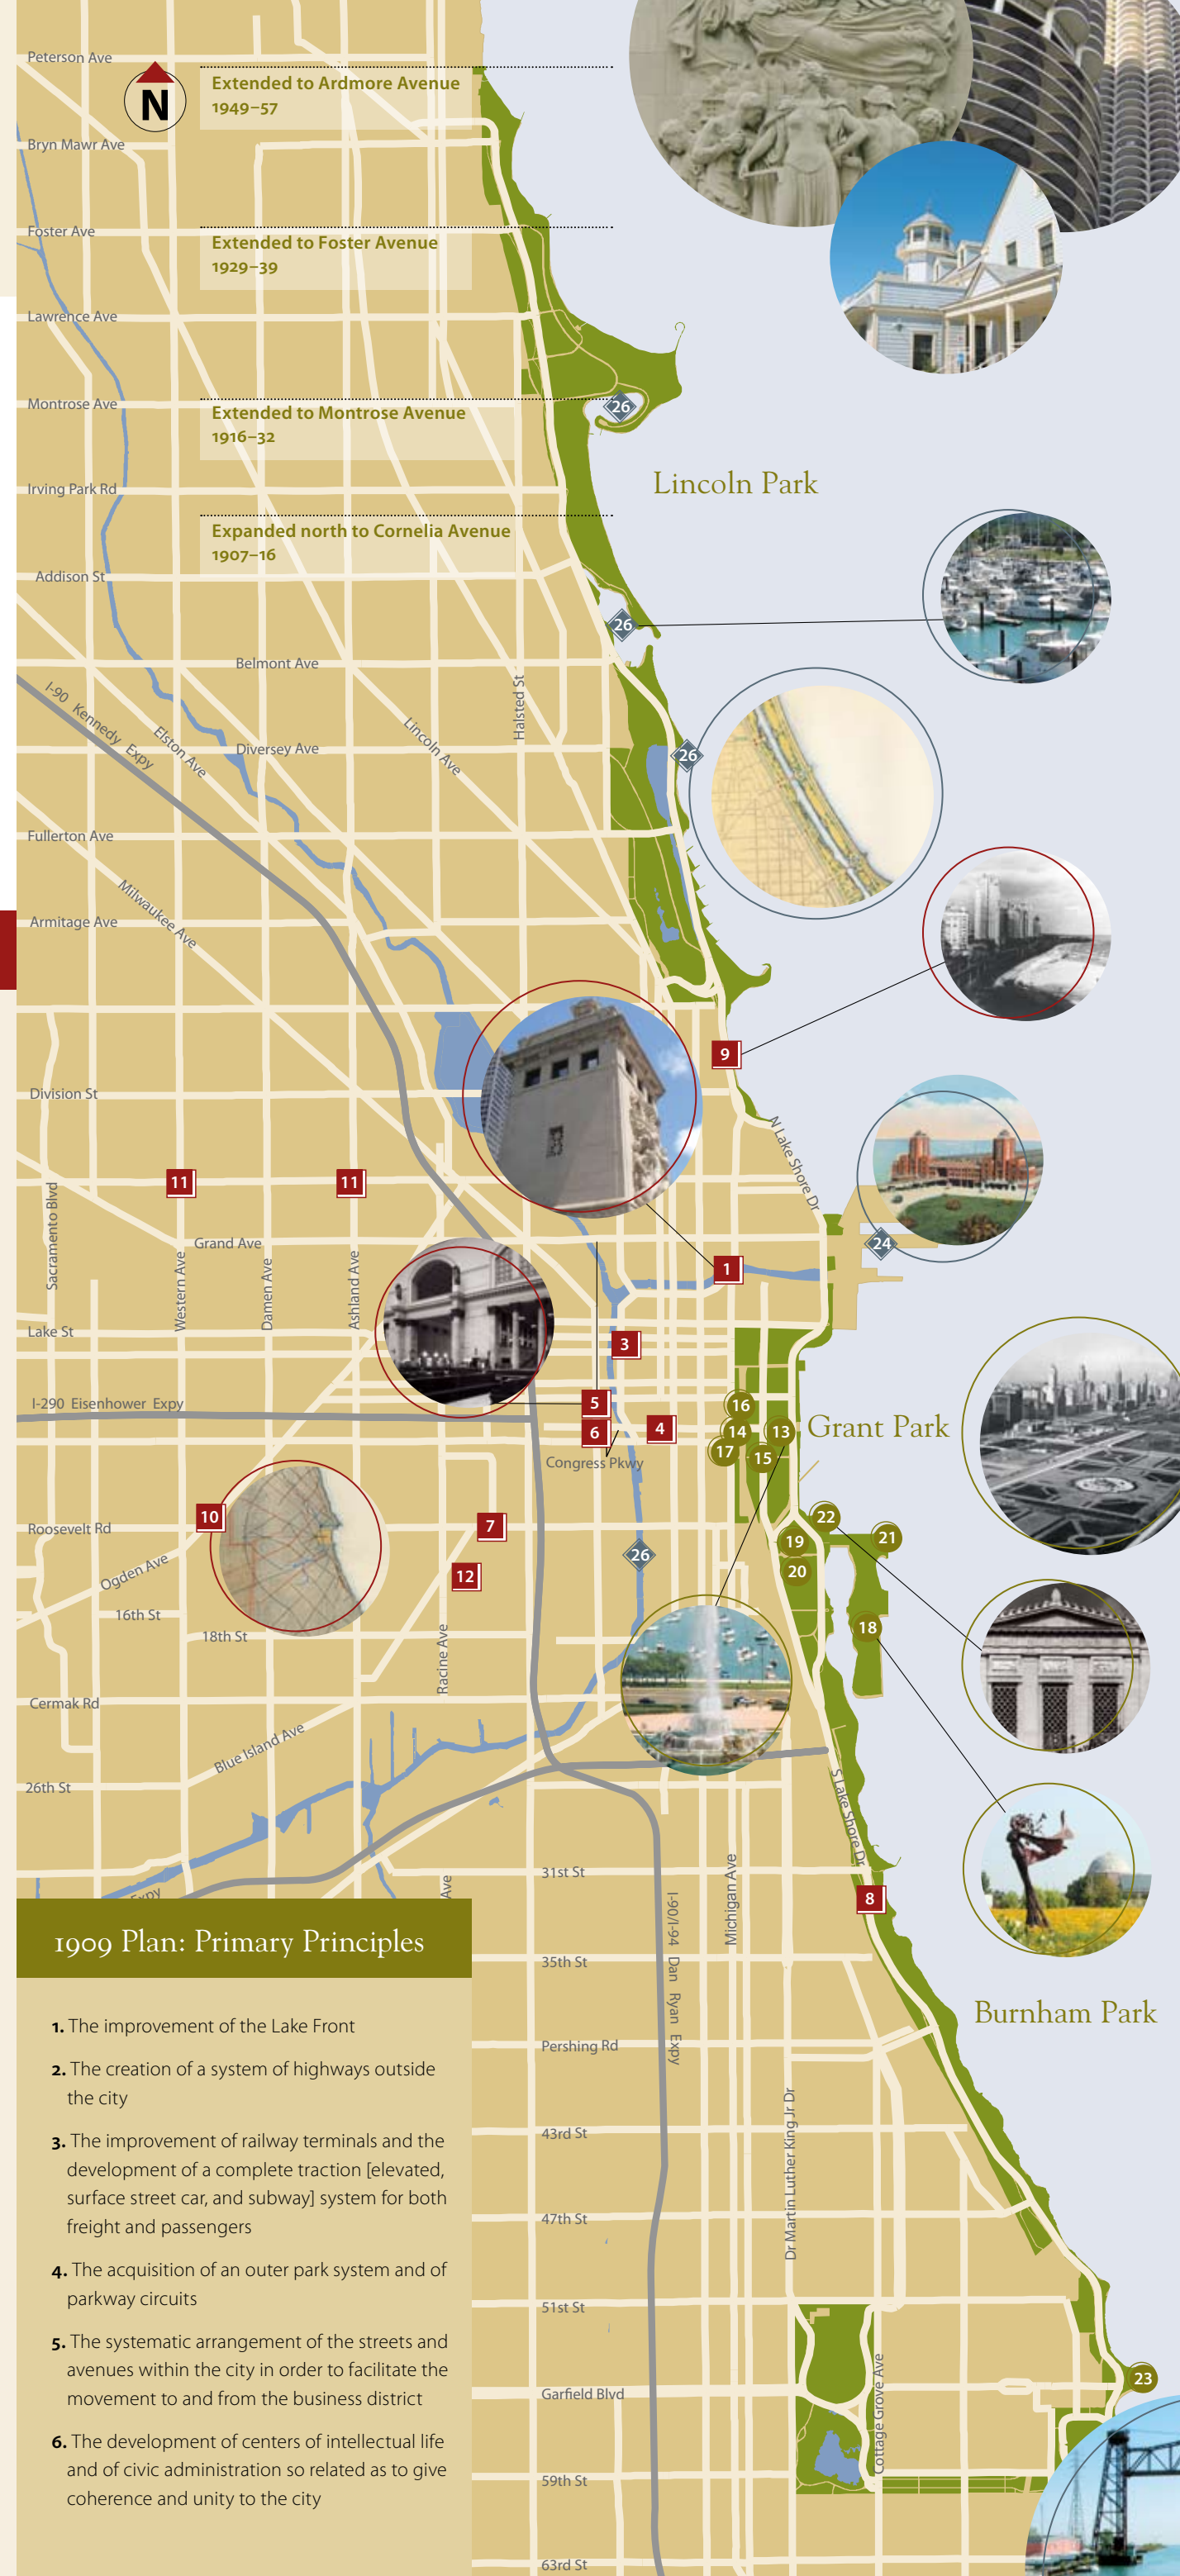 Peterson Ave
N
Extended to Ardmore Avenue
1949–57
Bryn Mawr Ave
Foster Ave
Extended to Foster Avenue
1929–39
Lawrence Ave
Montrose Ave
Extended to Montrose Avenue
1916–32
26
Lincoln Park
Irving Park Rd
Expanded north to Cornelia Avenue
1907–16
Addison St
26
Belmont Ave
I-90 Kennedy Expy
Elston Ave
Diversey Ave
Lincoln Ave
Halsted St
26
Fullerton Ave
Milwaukee Ave
Armitage Ave
9
Division St
N Lake Shore Dr
11
11
Sacramento Blvd
Grand Ave
Western Ave
Damen Ave
Ashland Ave
24
1
Lake St
3
I-290 Eisenhower Expy
5
6
4
16
14
13
17
15
Grant Park
Congress Pkwy
10
Roosevelt Rd
7
22
21
19
20
26
Ogden Ave
12
16th St
18th St
18
Racine Ave
Cermak Rd
Blue Island Ave
26th St
S Lake Shore Dr
31st St
Expy
Ave
8
I-90/I-94 Dan Ryan Expy
Michigan Ave
1909 Plan: Primary Principles
35th St
Burnham Park
1. The improvement of the Lake Front
Pershing Rd
2. The creation of a system of highways outside
the city
Dr Martin Luther King Jr Dr
3. The improvement of railway terminals and the
development of a complete traction [elevated,
surface street car, and subway] system for both
freight and passengers
43rd St
47th St
4. The acquisition of an outer park system and of
parkway circuits
51st St
5. The systematic arrangement of the streets and
avenues within the city in order to facilitate the
movement to and from the business district
Garfield Blvd
Cottage Grove Ave
23
6. The development of centers of intellectual life
and of civic administration so related as to give
coherence and unity to the city
59th St
63rd St